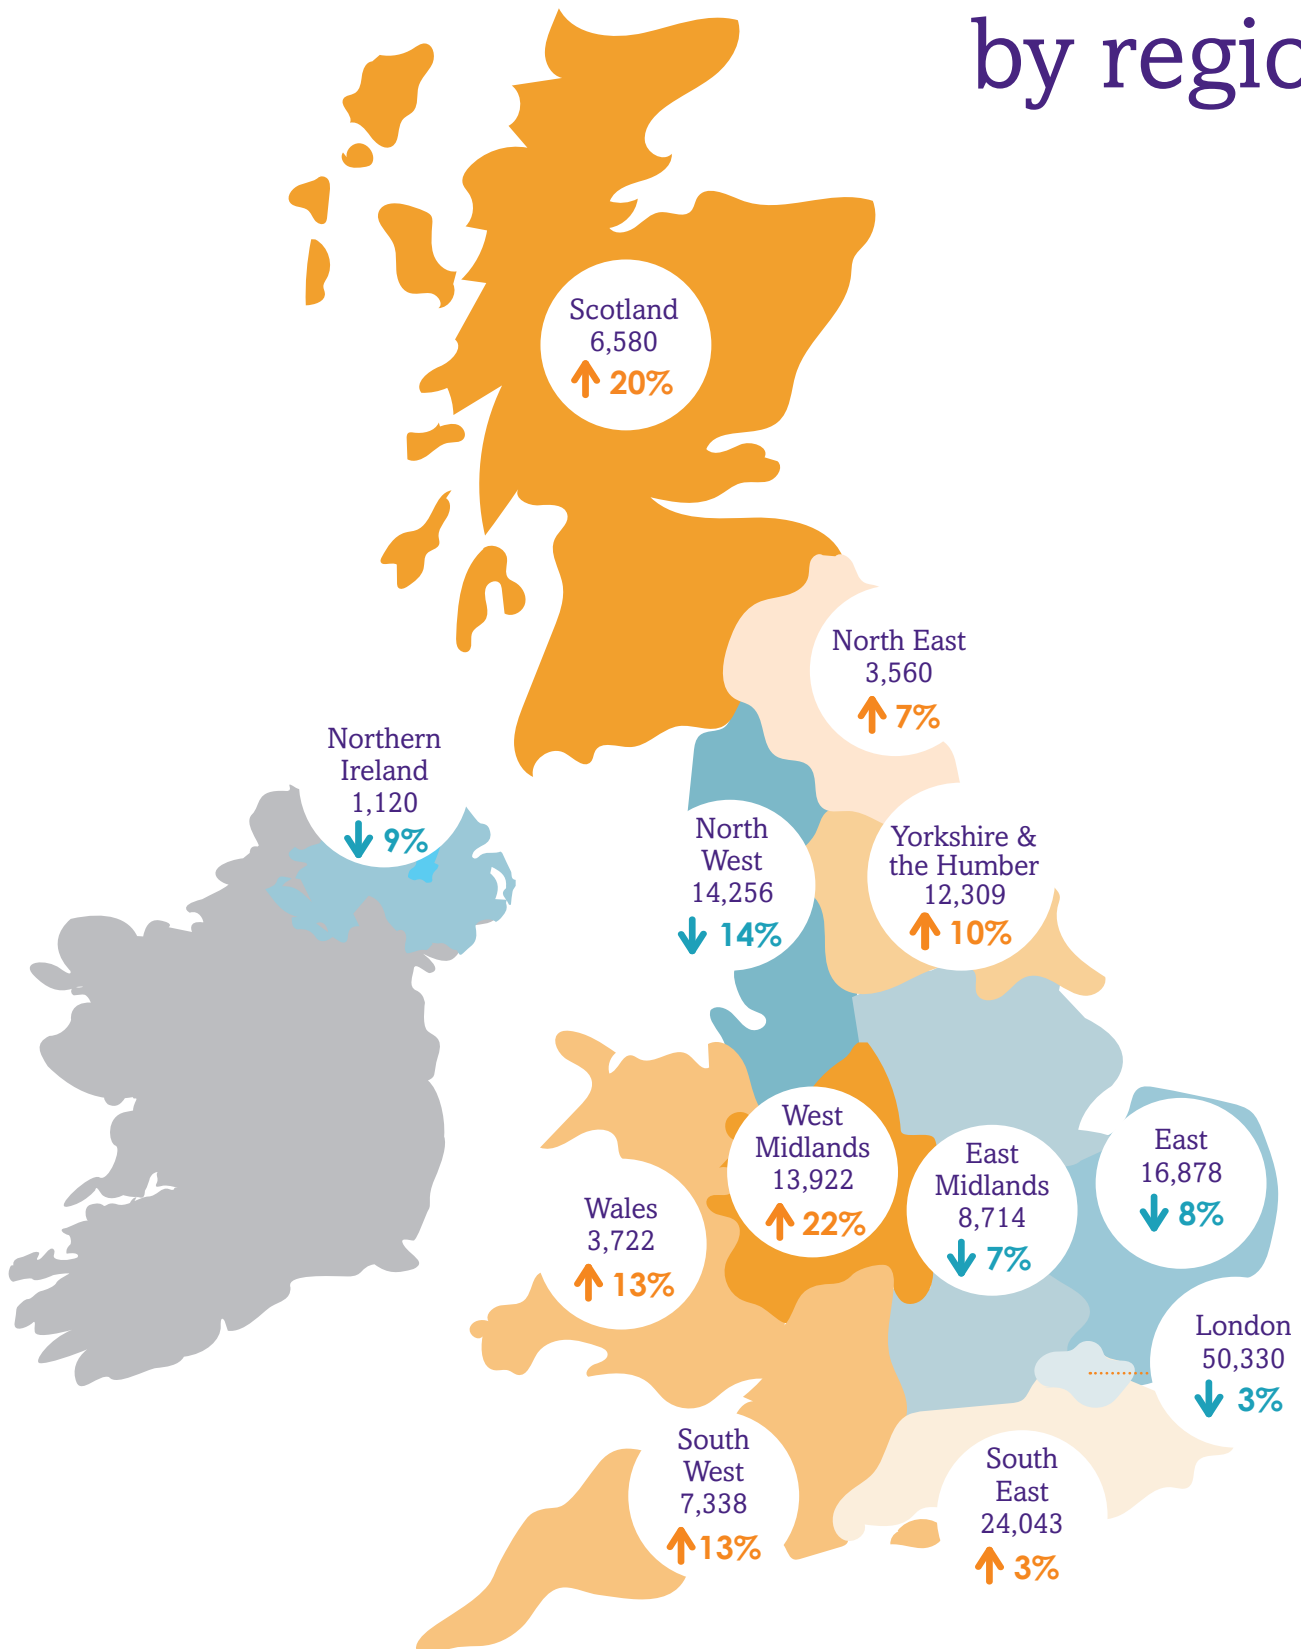 by regio
Scotland
6,580
20%
North East
3,560
7%
Northern
Ireland
1,120
9%
North
West
14,256
14%
Yorkshire &
the Humber
12,309
10%
West
Midlands
13,922
22%
East
Midlands
8,714
7%
East
16,878
8%
Wales
3,722
13%
London
50,330
3%
South
West
7,338
13%
South
East
24,043
3%